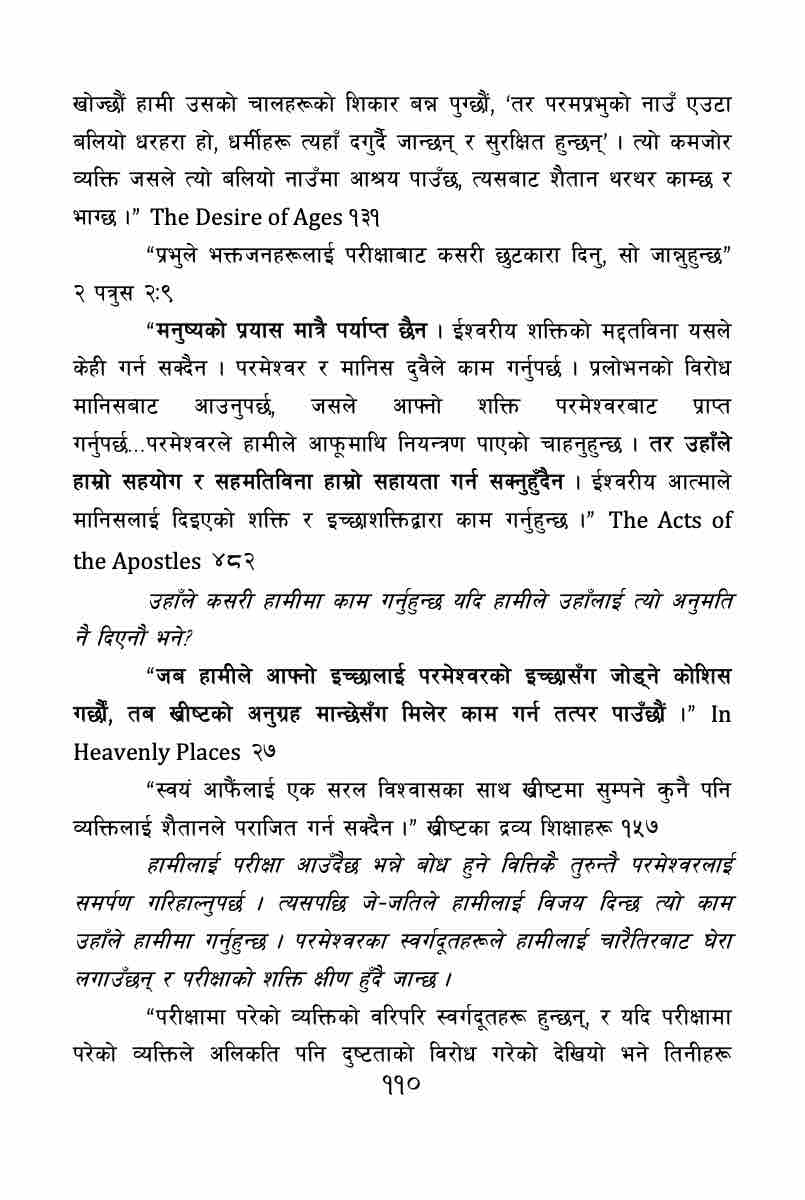 खोज्छौं हामी उसको चालहरूको शिकार बन्न पुग्छौं, ‘तर परमप्रभुको नाउँ एउटा
बलियो धरहरा हो, धर्मीहरू त्यहाँ दगुर्दै जान्छन् र सुरक्षित हुन्छन्’ । त्यो कमजोर
व्यक्ति जसले त्यो बलियो नाउँमा आश्रय पाउँछ, त्यसबाट शैतान थरथर काम्छ र
भाग्छ ।” The Desire of Ages १३१
“प्रभुले भक्तजनहरूलाई परीक्षाबाट कसरी छुटकारा दिनु, सो जान्नुहुन्छ”
२ पत्रुस २:९
“मनुष्यको प्रयास मात्रै पर्याप्त छैन । ईश्वरीय शक्तिको मद्दतविना यसले
केही गर्न सक्दैन । परमेश्वर र मानिस दुवैले काम गर्नुपर्छ । प्रलोभनको विरोध
मानिसबाट आउनुपर्छ, जसले आफ्नो शक्ति परमेश्वरबाट प्राप्त
गर्नुपर्छ...परमेश्वरले हामीले आफूमाथि नियन्त्रण पाएको चाहनुहुन्छ । तर उहाँले
हाम्रो सहयोग र सहमतिविना हाम्रो सहायता गर्न सक्नुहुँदैन । ईश्वरीय आत्माले
मानिसलाई दिइएको शक्ति र इच्छाशक्तिद्वारा काम गर्नुहुन्छ ।” The Acts of
the Apostles ४८२
उहाँले कसरी हामीमा काम गर्नुहुन्छ यदि हामीले उहाँलाई त्यो अनुमति
नै दिएनौ भने?
“जब हामीले आफ्नो इच्छालाई परमेश्वरको इच्छासँग जोड्ने कोशिस
गर्छौं, तब ख्रीष्टको अनुग्रह मान्छेसँग मिलेर काम गर्न तत्पर पाउँछौं ।” In
Heavenly Places २७
“स्वयं आफैंलाई एक सरल विश्वासका साथ ख्रीष्टमा सुम्पने कुनै पनि
व्यक्तिलाई शैतानले पराजित गर्न सक्दैन ।” ख्रीष्टका द्रव्य शिक्षाहरू १५७
हामीलाई परीक्षा आउँदैछ भन्ने बोध हुने वित्तिकै तुरुन्तै परमेश्वरलाई
समर्पण गरिहाल्नुपर्छ । त्यसपछि जे-जतिले हामीलाई विजय दिन्छ त्यो काम
उहाँले हामीमा गर्नुहुन्छ । परमेश्वरका स्वर्गदूतहरूले हामीलाई चारैतिरबाट घेरा
लगाउँछन् र परीक्षाको शक्ति क्षीण हुँदै जान्छ ।
“परीक्षामा परेको व्यक्तिको वरिपरि स्वर्गदूतहरू हुन्छन्, र यदि परीक्षामा
परेको व्यक्तिले अलिकति पनि दुष्टताको विरोध गरेको देखियो भने तिनीहरू
११०